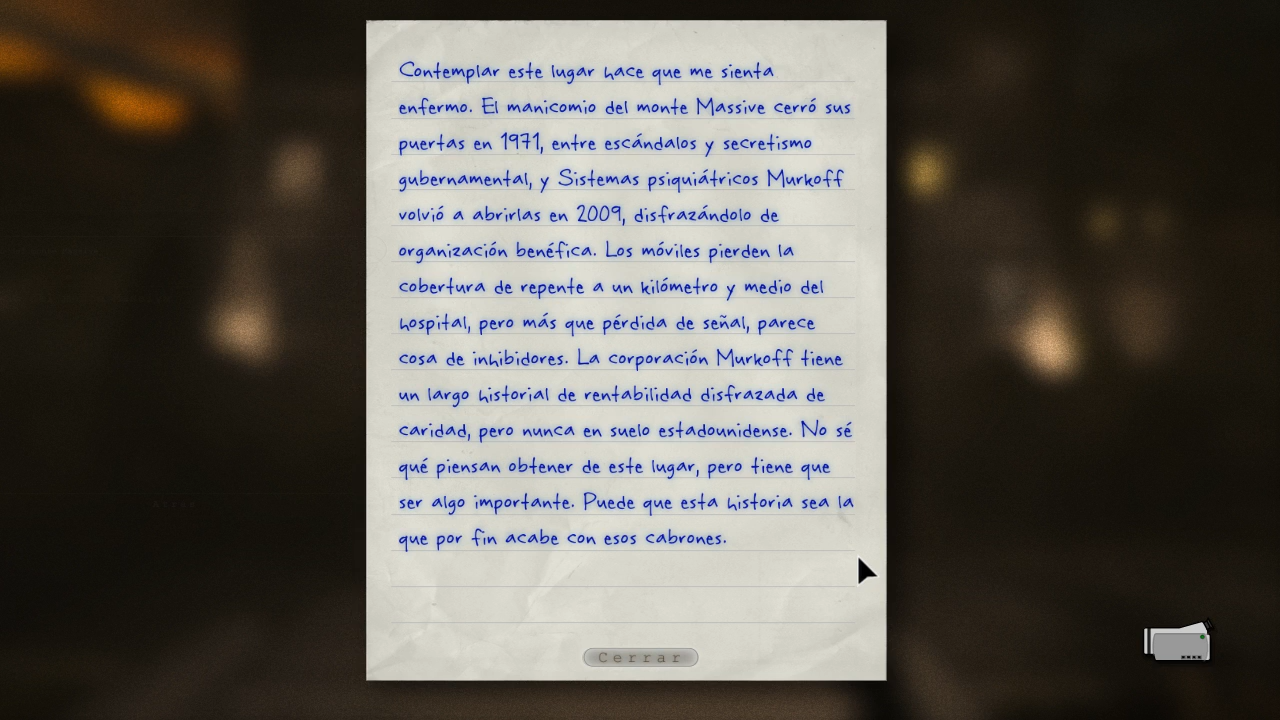 Contemplar este lugar hace que me sienta
enfermo. El manicomio del monte Massive cerró sus
puertas en 1971, entre escándalos y secretismo
gubernamental, y Sistemas psiquiátricos Murkoff
volvió a abrirlas en 2009, disfrazándolo de
organización benéfica. Los móviles pierden la
cobertura de repente a un kilómetro y medio del
hospital, pero más que pérdida de señal, parece
cosa de inhibidores. La corporación Murkoff tiene
un largo historial de rentabilidad disfrazada de
caridad, pero nunca en suelo estadounidense. No sé
qué piensan obtener de este lugar, pero tiene que
ser algo importante. Puede que esta historia sea la
que por fin acabe con esos cabrones.
Cerrar